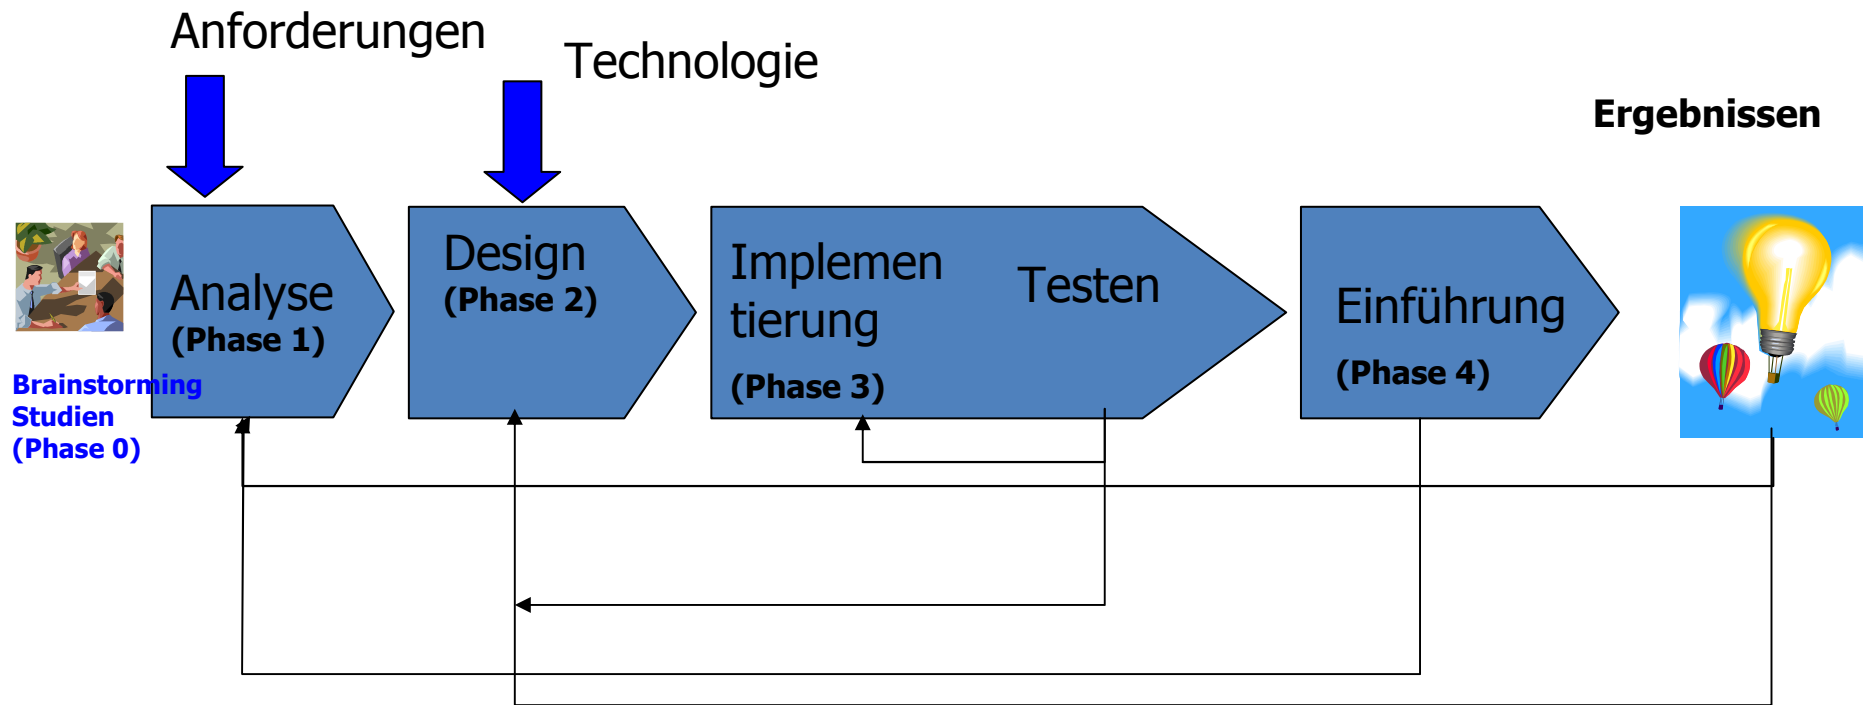 Anforderungen
Technologie
Ergebnissen
Brainstorming
Studien
(Phase 0)
Analyse
(Phase 1)
Design
(Phase 2)
Implemen
tierung
(Phase 3)
Testen
Einführung
(Phase 4)